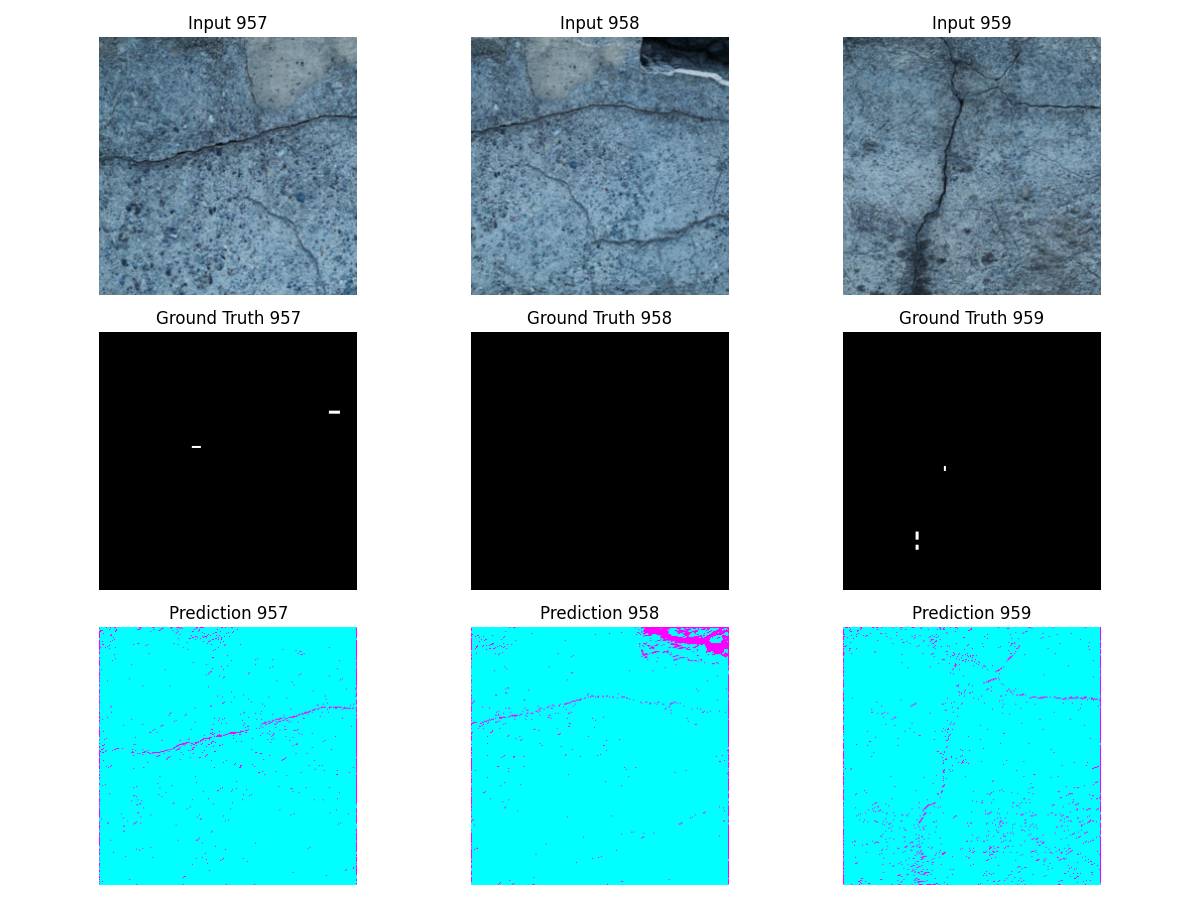 Input 957
Input 958
Input 959
Ground Truth 957
Ground Truth 958
Ground Truth 959
Prediction 957
Prediction 958
Prediction 959